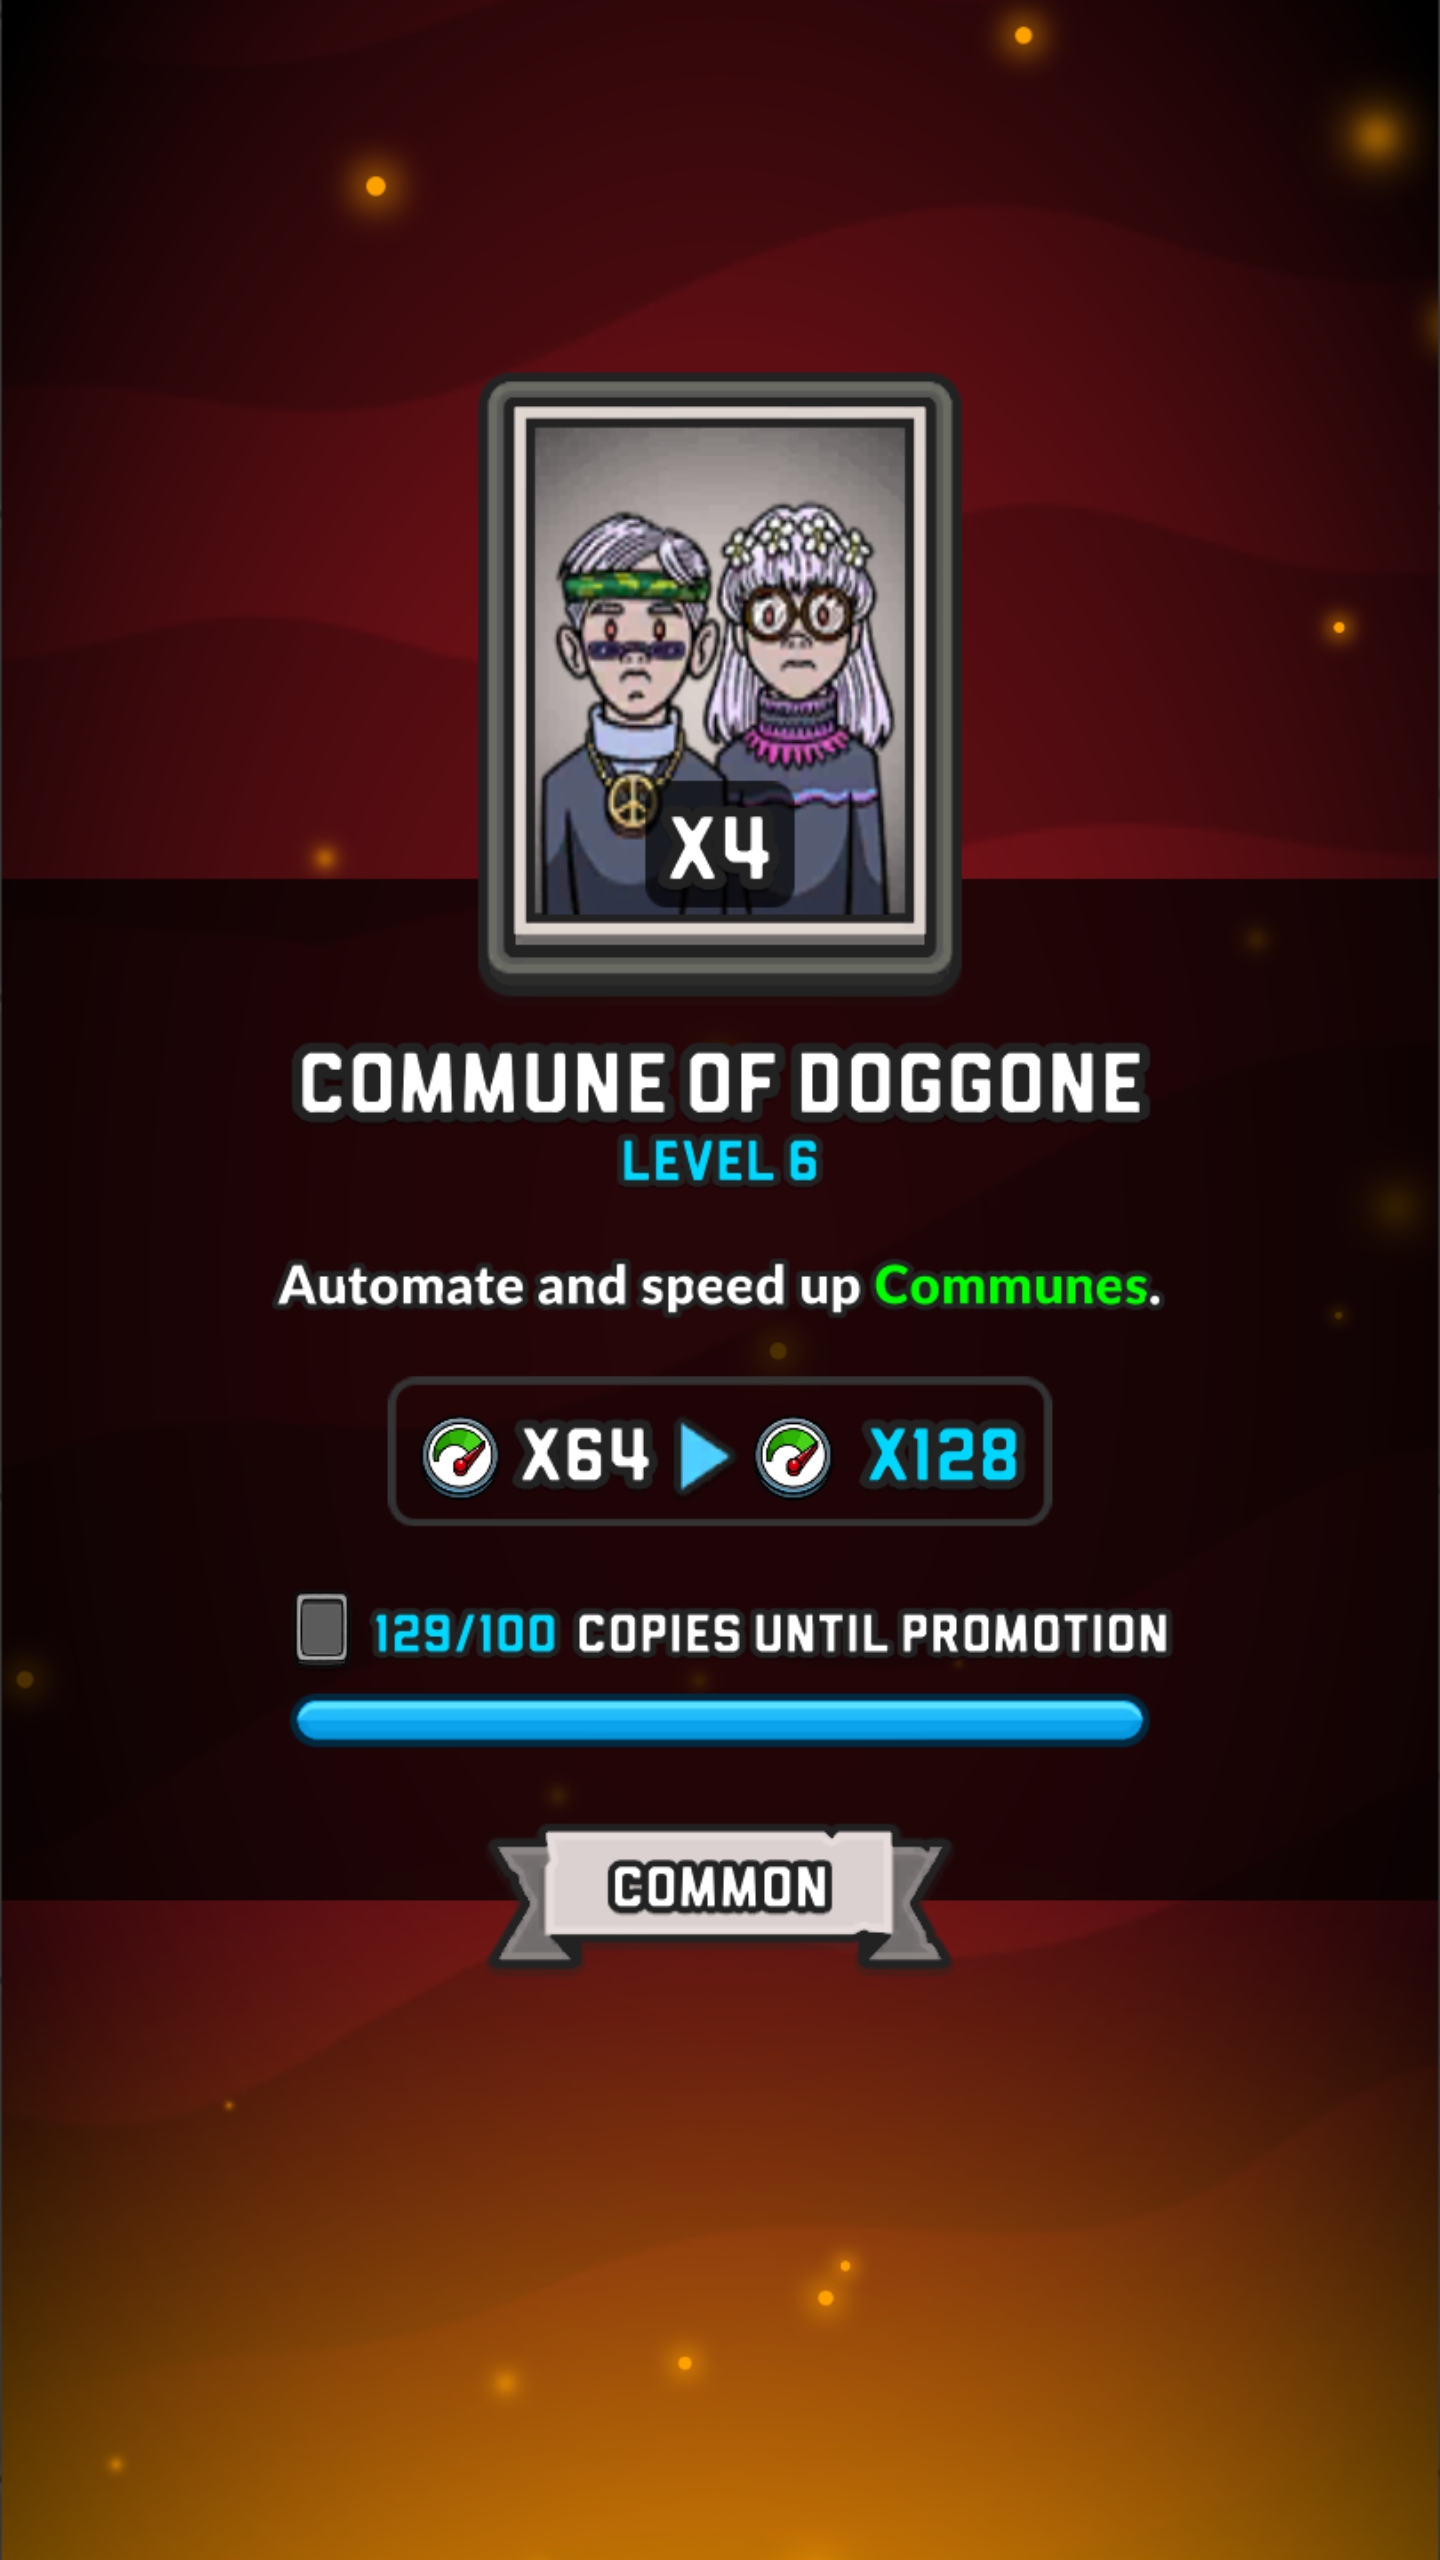 X4
COMMUNE OF DOGGONE
LEVEL 6
Automate and speed up Communes.
X64 X128
129/100 COPIES UNTIL PROMOTION
COMMON